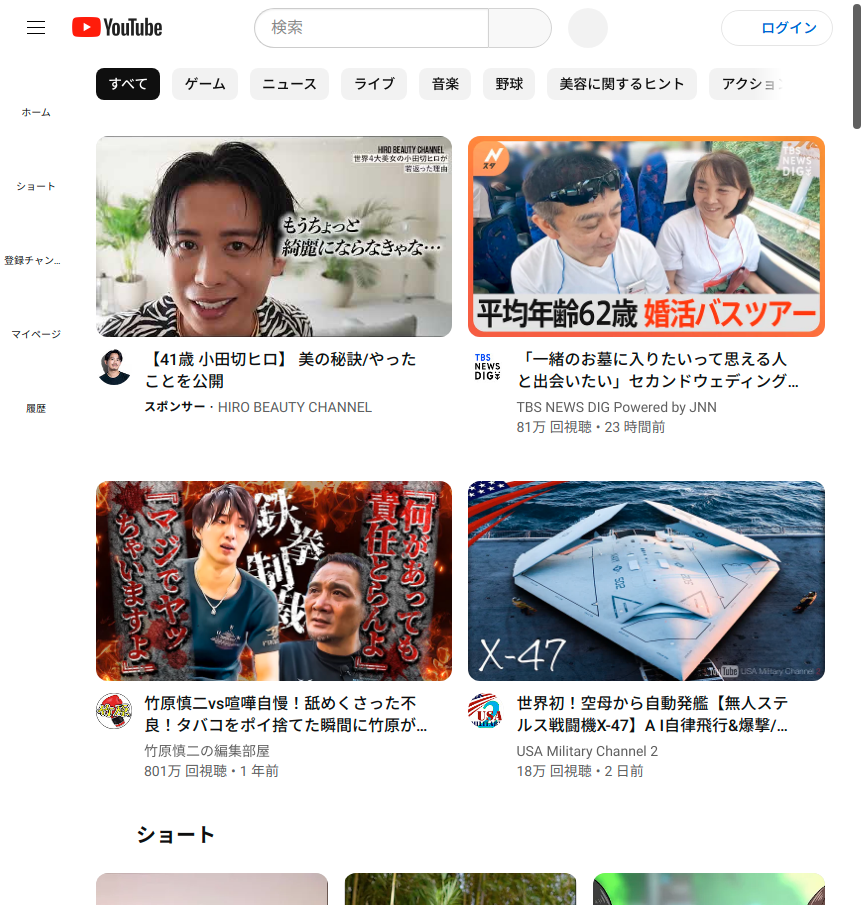 YouTube
検索
ログイン
すべて
ゲーム
ニュース
ライブ
音楽
野球
美容に関するヒント
アクション
ホーム
ショート
登録チャン…
マイページ
履歴
HIRO BEAUTY CHANNEL
世界4大美女の小田切ヒロが
若返った理由
もうちょっと
綺麗にならなきゃな…
【41歳 小田切ヒロ】 美の秘訣/やった
ことを公開
スポンサー・HIRO BEAUTY CHANNEL
Nスタ
TBS
NEWS
DIG
平均年齢62歳 婚活バスツアー
TBS
NEWS
DIG
「一緒のお墓に入りたいって思える人
と出会いたい」セカンドウェディング…
TBS NEWS DIG Powered by JNN
81万 回視聴・23 時間前
『何があっても
責任とらんよ』
鉄拳
制裁
『マジでヤッ
ちゃいますよ』
竹原慎二vs喧嘩自慢！舐めくさった不
良！タバコをポイ捨てた瞬間に竹原が…
竹原慎二の編集部屋
801万 回視聴・1 年前
502
X-47
YouTube USA Military Channel
USA
2
世界初！空母から自動発艦【無人ステ
ルス戦闘機X-47】A I自律飛行&爆撃/…
USA Military Channel 2
18万 回視聴・2 日前
ショート